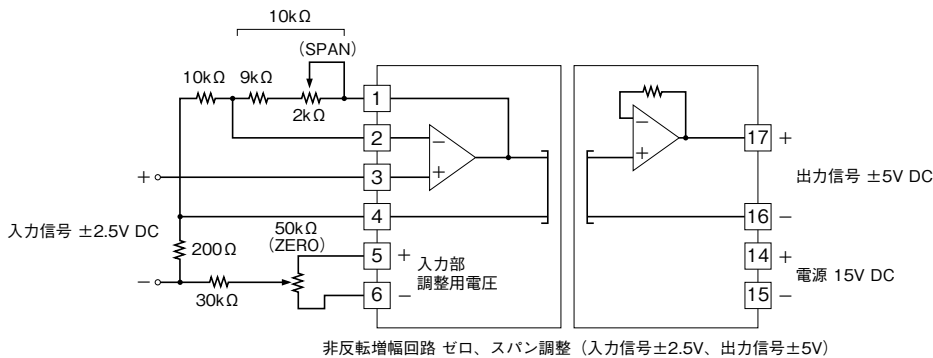 10kΩ
(SPAN)
10kΩ
9kΩ
2kΩ
1
2
3
4
5
6
+
−
+
−
入力信号 ±2.5V DC
200Ω
50kΩ
(ZERO)
30kΩ
−
+
−
入力部
調整用電圧
−
+
17
+
出力信号 ±5V DC
16
−
14
+
電源 15V DC
15
−
非反転増幅回路 ゼロ、スパン調整（入力信号±2.5V、出力信号±5V）